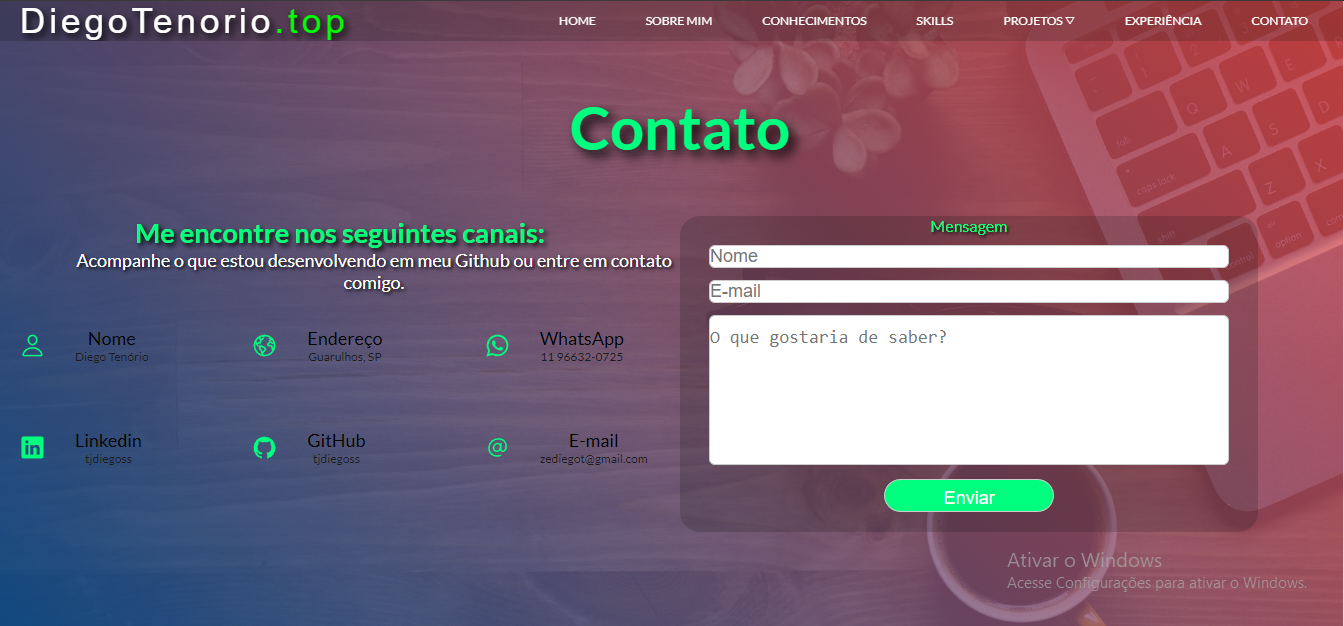 DiegoTenorio.top
HOME
SOBRE MIM
CONHECIMENTOS
SKILLS
PROJETOS ▽
EXPERIÊNCIA
CONTATO
Contato
Me encontre nos seguintes canais:
Acompanhe o que estou desenvolvendo em meu Github ou entre em contato
comigo.
Nome
Diego Tenório
Endereço
Guarulhos, SP
WhatsApp
11 96632-0725
Linkedin
tjdiegoss
GitHub
tjdiegoss
E-mail
zediegot@gmail.com
Mensagem
Nome
E-mail
O que gostaria de saber?
Enviar
Ativar o Windows
Acesse Configurações para ativar o Windows.